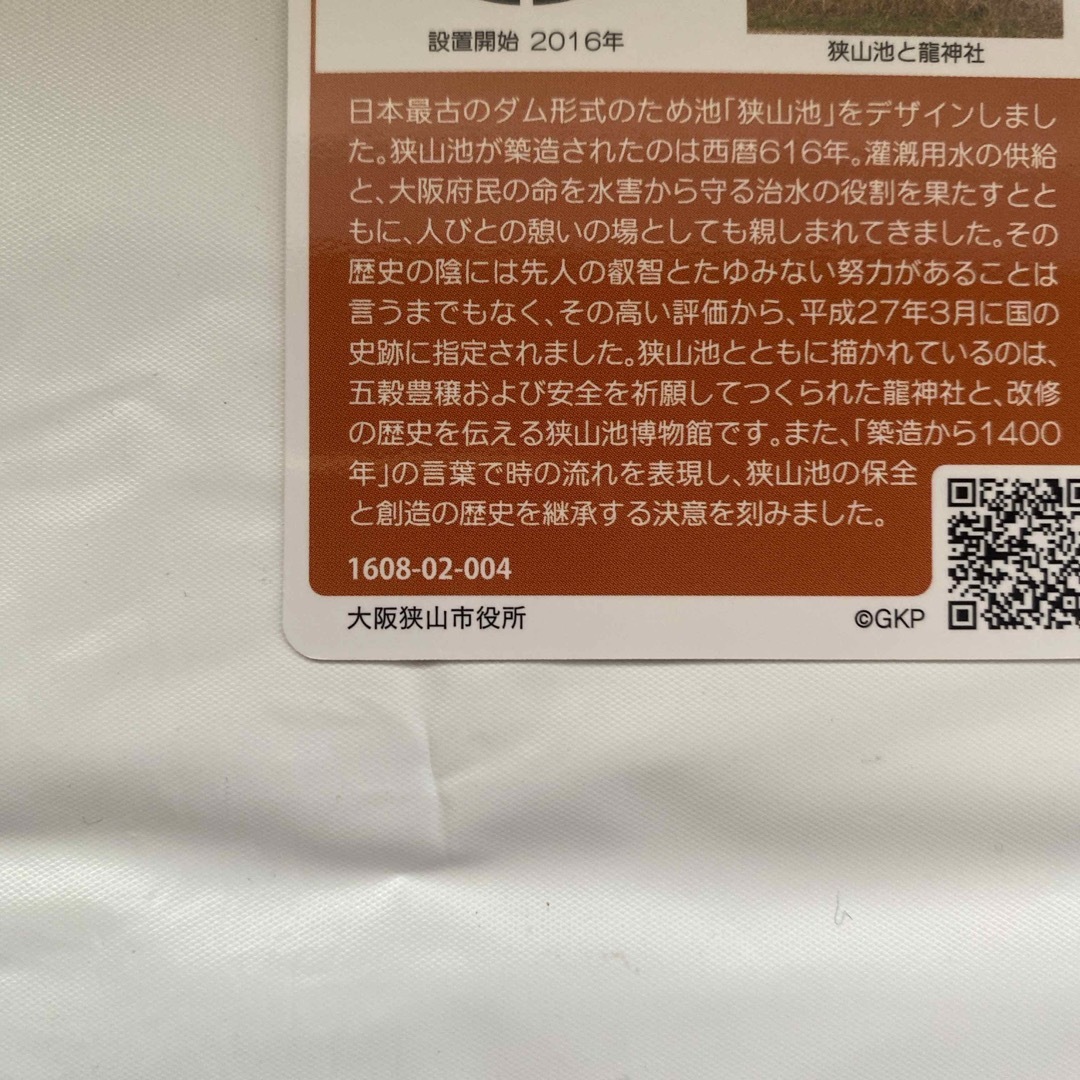 設置開始 2016年
狭山池と龍神社
日本最古のダム形式のため池「狭山池」をデザインしまし
た。狭山池が築造されたのは西暦616年。灌漑用水の供給
と、大阪府民の命を水害から守る治水の役割を果たすとと
もに、人びとの憩いの場としても親しまれてきました。その
歴史の陰には先人の叡智とたゆみない努力があることは
言うまでもなく、その高い評価から、平成27年3月に国の
史跡に指定されました。狭山池とともに描かれているのは、
五穀豊穣および安全を祈願してつくられた龍神社と、改修
の歴史を伝える狭山池博物館です。また、「築造から1400
年」の言葉で時の流れを表現し、狭山池の保全
と創造の歴史を継承する決意を刻みました。
1608-02-004
大阪狭山市役所
©GKP